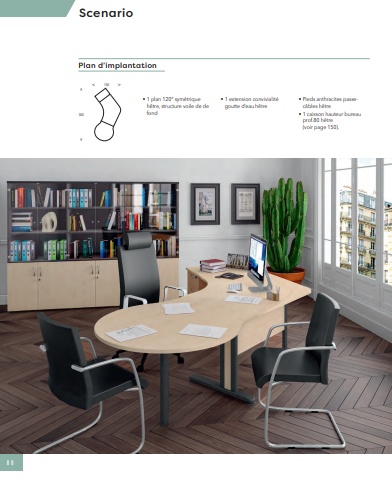 Scenario
Plan d'implantation
• 1 plan 120° symétrique
hêtre, structure voile de de
fond
• 1 extension convivialité
goutte d'eau hêtre
• Pieds anthracites passe-
câbles hêtre
• 1 caisson hauteur bureau
prof.80 hêtre
(voir page 150).